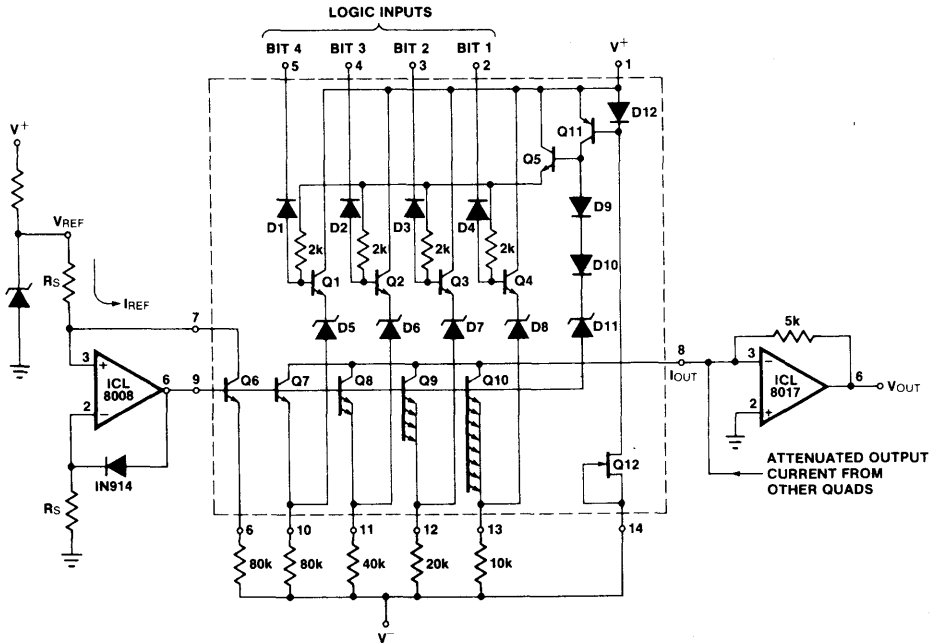 LOGIC INPUTS
BIT 4 BIT 3 BIT 2 BIT 1 V+
5 4 3 2 1
D12
V+
Q11
Q5
D9
VREF
D1 D2 D3 D4
2k 2k 2k 2k
D10
RS
IREF
Q1 Q2 Q3 Q4
D5 D6 D7 D8 D11
7
5k
8
3 + ICL 8008 6 9
2 −
Q6 Q7 Q8 Q9 Q10
IOUT
3 − ICL 8017 6 VOUT
2 +
IN914
Q12
ATTENUATED OUTPUT
CURRENT FROM
OTHER QUADS
RS
6 10 11 12 13 14
80k 80k 40k 20k 10k
V−